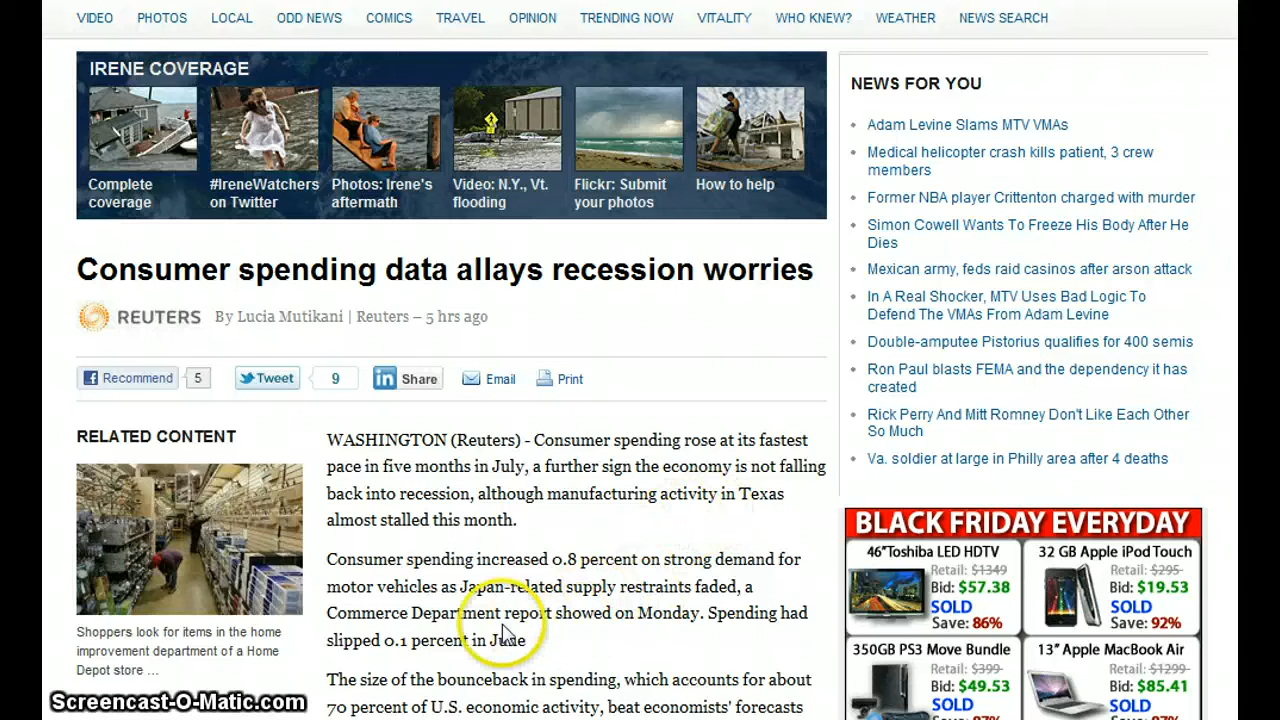 VIDEO PHOTOS LOCAL ODD NEWS COMICS TRAVEL OPINION TRENDING NOW VITALITY WHO KNEW? WEATHER NEWS SEARCH
IRENE COVERAGE
Complete
coverage
#IreneWatchers
on Twitter
Photos: Irene's
aftermath
Video: N.Y., Vt.
flooding
Flickr: Submit
your photos
How to help
Consumer spending data allays recession worries
REUTERS By Lucia Mutikani | Reuters – 5 hrs ago
Recommend 5 Tweet 9 in Share Email Print
RELATED CONTENT
Shoppers look for items in the home
improvement department of a Home
Depot store ...
WASHINGTON (Reuters) - Consumer spending rose at its fastest
pace in five months in July, a further sign the economy is not falling
back into recession, although manufacturing activity in Texas
almost stalled this month.
Consumer spending increased 0.8 percent on strong demand for
motor vehicles as Japan-related supply restraints faded, a
Commerce Department report showed on Monday. Spending had
slipped 0.1 percent in June
The size of the bounceback in spending, which accounts for about
70 percent of U.S. economic activity, beat economists' forecasts
NEWS FOR YOU
Adam Levine Slams MTV VMAs
Medical helicopter crash kills patient, 3 crew
members
Former NBA player Crittenton charged with murder
Simon Cowell Wants To Freeze His Body After He
Dies
Mexican army, feds raid casinos after arson attack
In A Real Shocker, MTV Uses Bad Logic To
Defend The VMAs From Adam Levine
Double-amputee Pistorius qualifies for 400 semis
Ron Paul blasts FEMA and the dependency it has
created
Rick Perry And Mitt Romney Don't Like Each Other
So Much
Va. soldier at large in Philly area after 4 deaths
BLACK FRIDAY EVERYDAY
46"Toshiba LED HDTV
Retail: $1349
Bid: $57.38
SOLD
Save: 86%
32 GB Apple iPod Touch
Retail: $295
Bid: $19.53
SOLD
Save: 92%
350GB PS3 Move Bundle
Retail: $399
Bid: $49.53
SOLD
13" Apple MacBook Air
Retail: $1299
Bid: $85.41
SOLD
Screencast-O-Matic.com